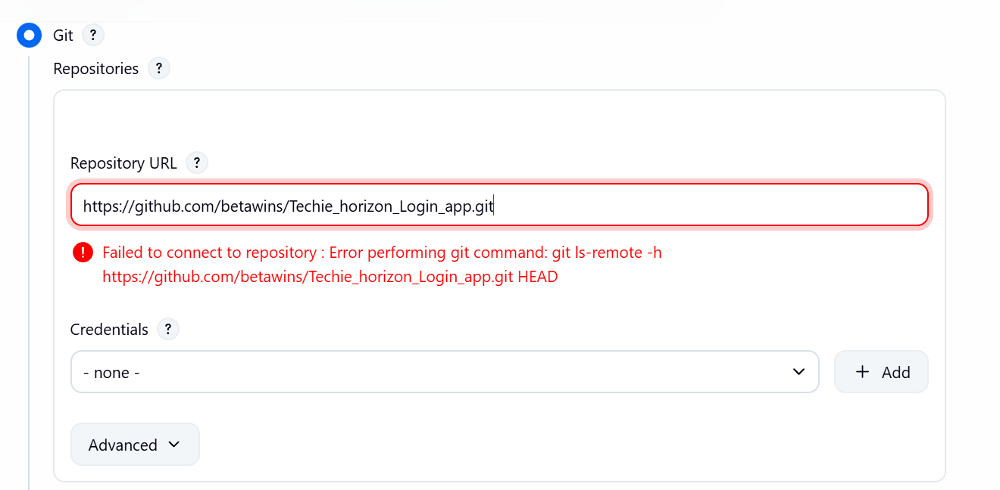 Git ?
Repositories ?
Repository URL ?
https://github.com/betawins/Techie_horizon_Login_app.git
Failed to connect to repository : Error performing git command: git ls-remote -h
https://github.com/betawins/Techie_horizon_Login_app.git HEAD
Credentials ?
- none -
+ Add
Advanced